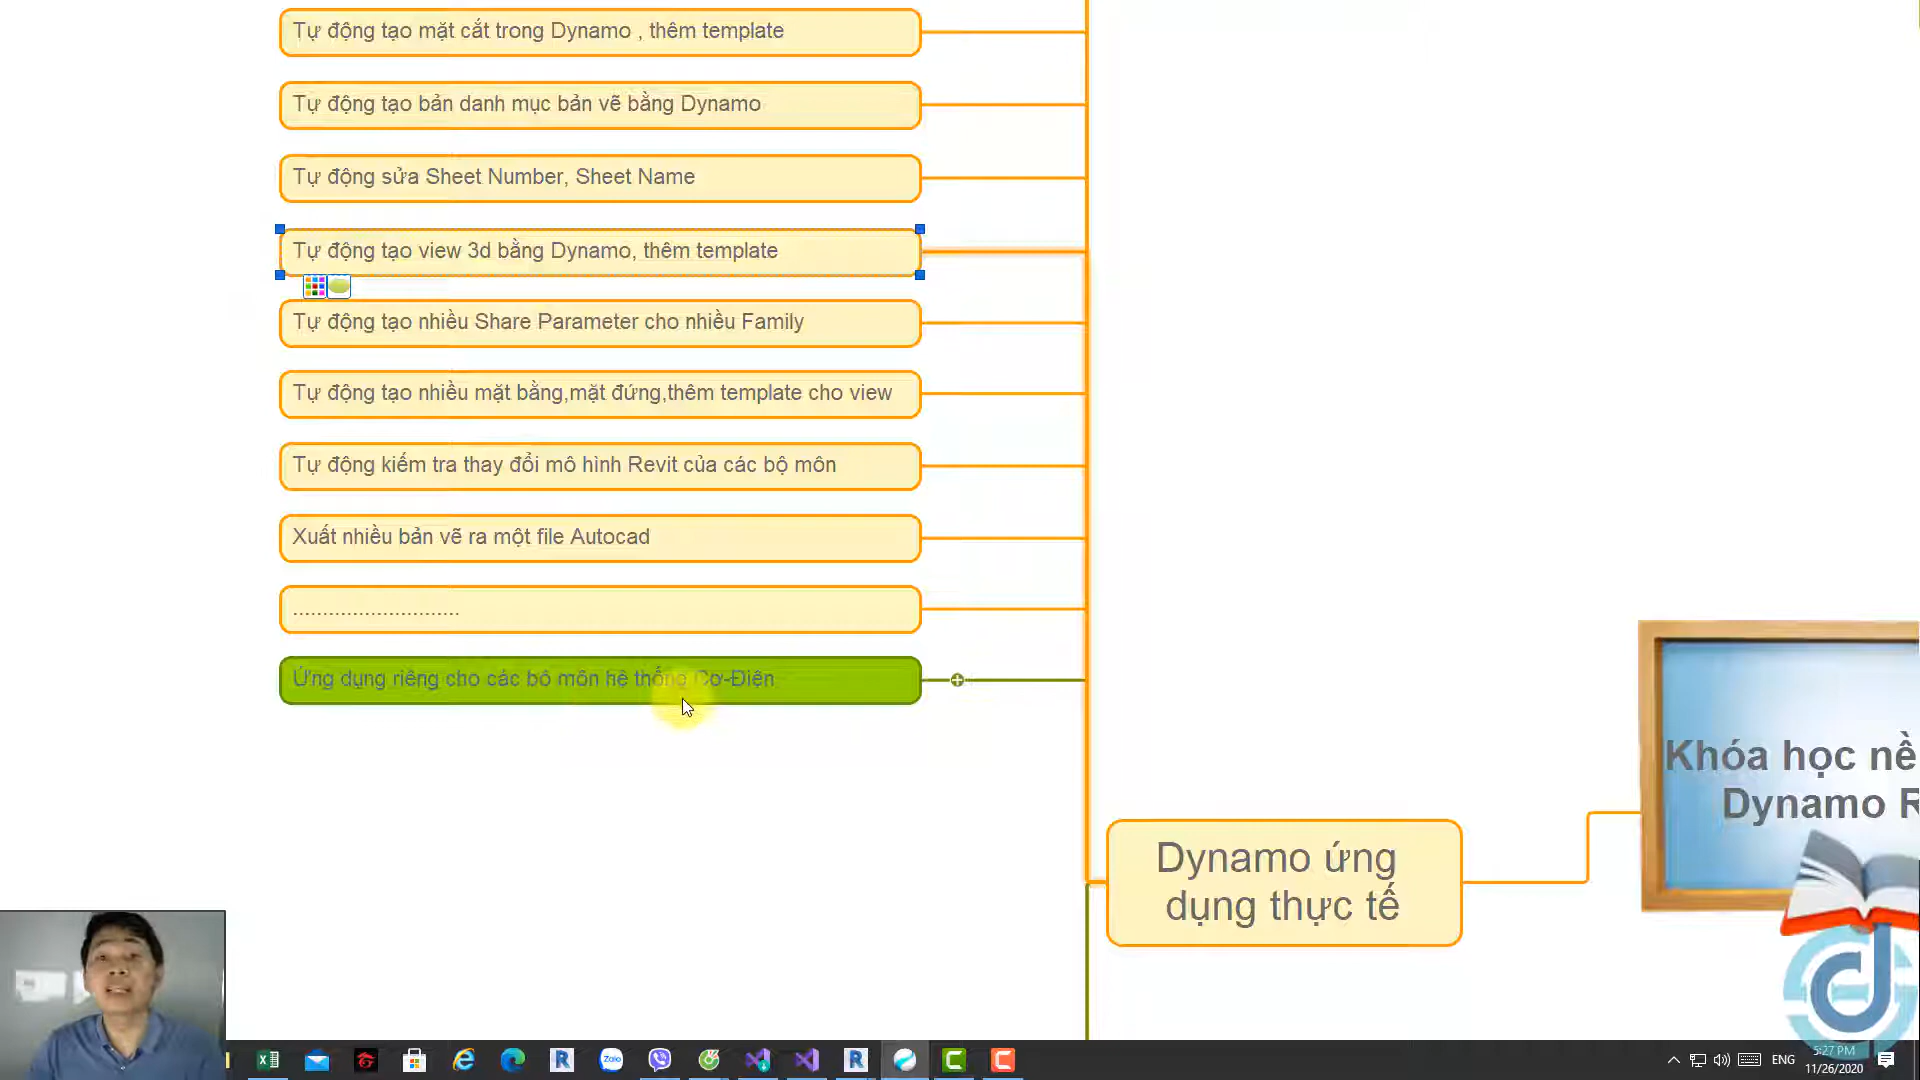 Tự động tạo mặt cắt trong Dynamo , thêm template
Tự động tạo bản danh mục bản vẽ bằng Dynamo
Tự động sửa Sheet Number, Sheet Name
Tự động tạo view 3d bằng Dynamo, thêm template
Tự động tạo nhiều Share Parameter cho nhiều Family
Tự động tạo nhiều mặt bằng,mặt đứng,thêm template cho view
Tự động kiểm tra thay đổi mô hình Revit của các bộ môn
Xuất nhiều bản vẽ ra một file Autocad
............................
Ứng dụng riêng cho các bộ môn hệ thống Cơ-Điện
Khóa học nề
Dynamo R
Dynamo ứng
dụng thực tế
Zalo
ENG
5:27 PM
11/26/2020